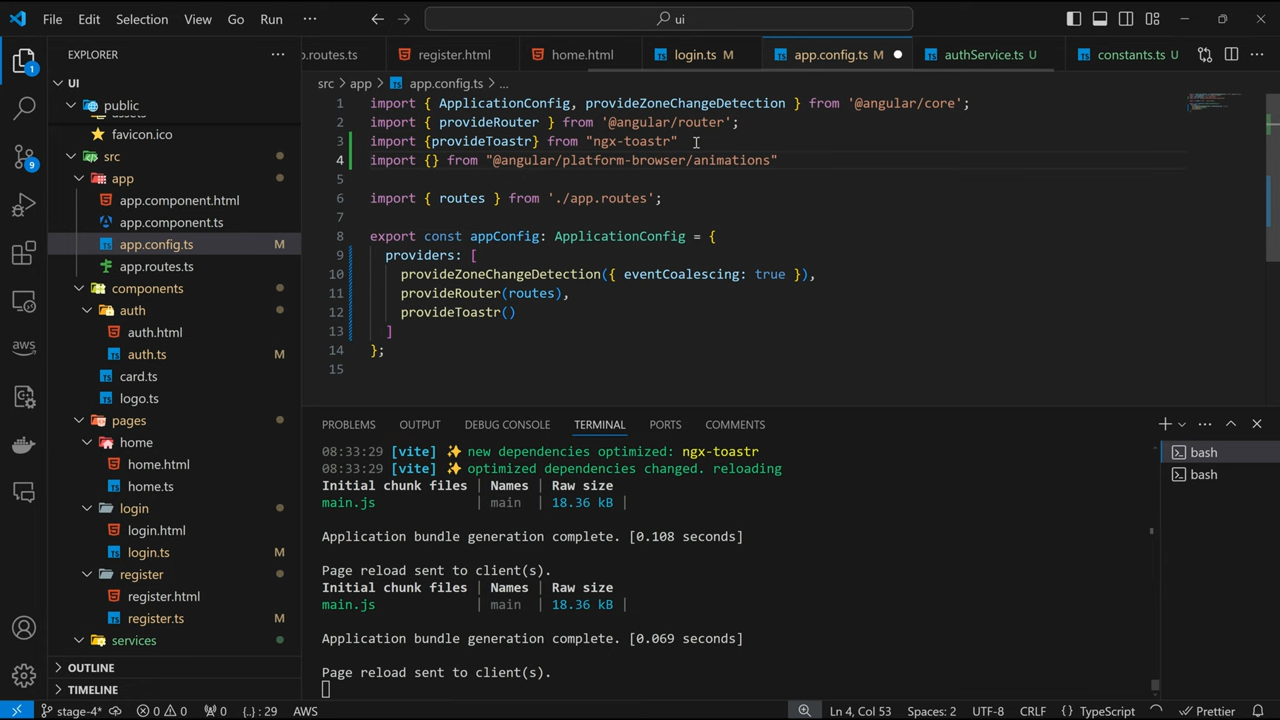 File Edit Selection View Go Run ··· ui
EXPLORER ···
p.routes.ts register.html home.html login.ts M app.config.ts M authService.ts U constants.ts U ···
UI
src > app > app.config.ts > ...
public
assets
favicon.ico
src
app
app.component.html
app.component.ts
app.config.ts M
app.routes.ts
components
auth
auth.html
auth.ts M
card.ts
logo.ts
pages
home
home.html
home.ts
login
login.html
login.ts M
register
register.html
register.ts M
services
OUTLINE
TIMELINE
1
9
aws
1 import { ApplicationConfig, provideZoneChangeDetection } from '@angular/core';
2 import { provideRouter } from '@angular/router';
3 import {provideToastr} from "ngx-toastr"
4 import {} from "@angular/platform-browser/animations"
5
6 import { routes } from './app.routes';
7
8 export const appConfig: ApplicationConfig = {
9 providers: [
10 provideZoneChangeDetection({ eventCoalescing: true }),
11 provideRouter(routes),
12 provideToastr()
13 ]
14 };
15
PROBLEMS OUTPUT DEBUG CONSOLE TERMINAL PORTS COMMENTS ···
08:33:29 [vite] ✨ new dependencies optimized: ngx-toastr
08:33:29 [vite] ✨ optimized dependencies changed. reloading
Initial chunk files | Names | Raw size
main.js | main | 18.36 kB |
Application bundle generation complete. [0.108 seconds]
Page reload sent to client(s).
Initial chunk files | Names | Raw size
main.js | main | 18.36 kB |
Application bundle generation complete. [0.069 seconds]
Page reload sent to client(s).
bash
bash
stage-4* 0 0 0 {..} : 29 AWS Ln 4, Col 53 Spaces: 2 UTF-8 CRLF {} TypeScript Prettier